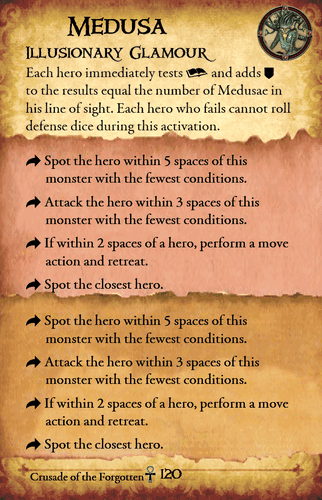 Medusa
Illusionary Glamour
Each hero immediately tests and adds
to the results equal the number of Medusae in
his line of sight. Each hero who fails cannot roll
defense dice during this activation.
Spot the hero within 5 spaces of this
monster with the fewest conditions.
Attack the hero within 3 spaces of this
monster with the fewest conditions.
If within 2 spaces of a hero, perform a move
action and retreat.
Spot the closest hero.
Spot the hero within 5 spaces of this
monster with the fewest conditions.
Attack the hero within 3 spaces of this
monster with the fewest conditions.
If within 2 spaces of a hero, perform a move
action and retreat.
Spot the closest hero.
Crusade of the Forgotten ☥ 120